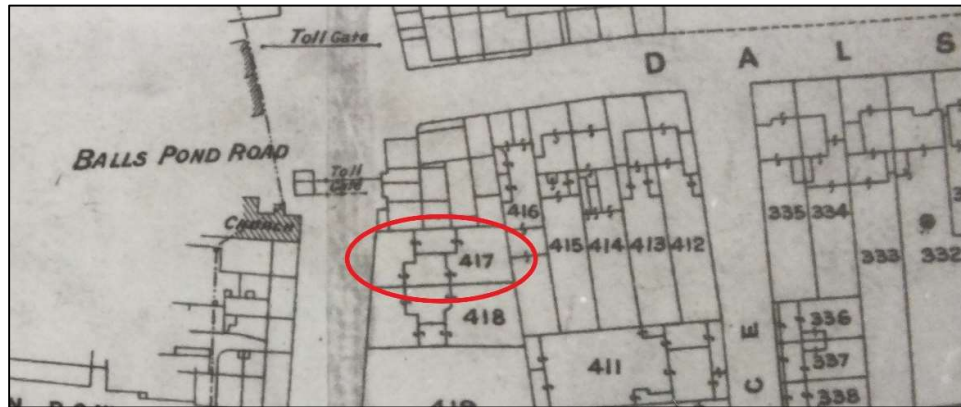 Toll Gate
D A L S
BALLS POND ROAD
Toll
Gate
CHURCH
416
415 414 413 412
335 334
333 332
417
418
411
C E
336
337
338